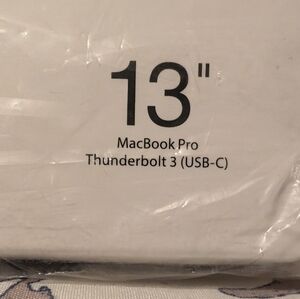 13"
MacBook Pro
Thunderbolt 3 (USB-C)